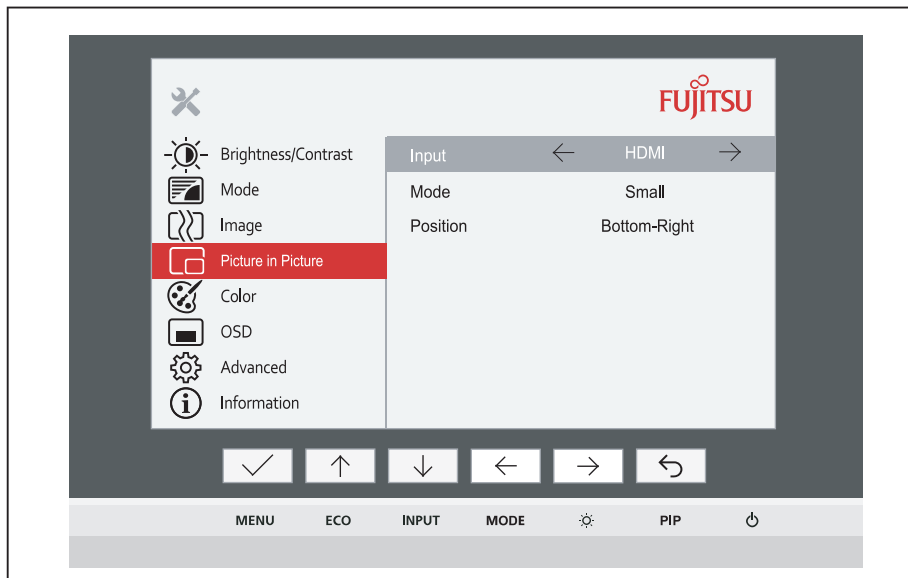 FUJITSU
Brightness/Contrast
Input HDMI
Mode
Mode Small
Image
Position Bottom-Right
Picture in Picture
Color
OSD
Advanced
Information
MENU ECO INPUT MODE PIP